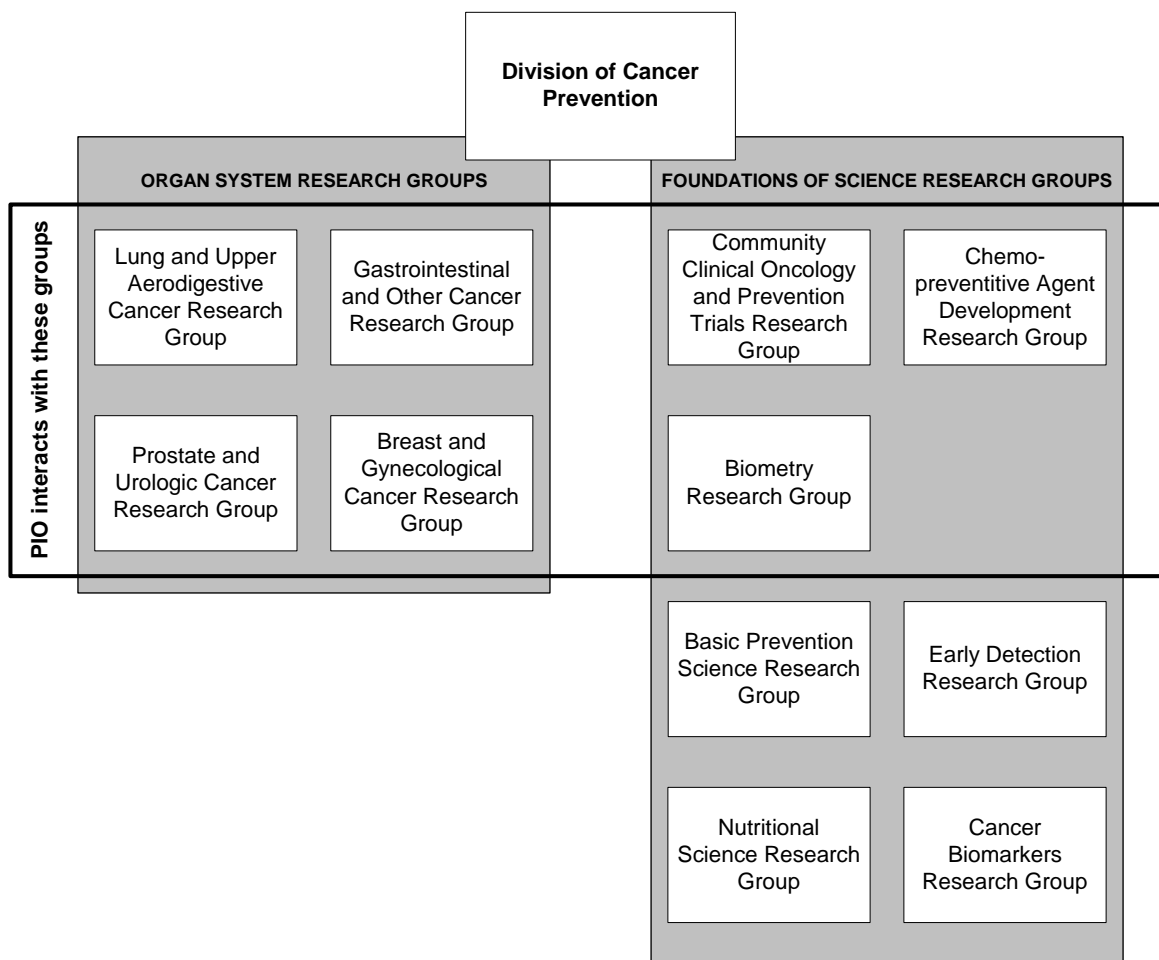 Division of Cancer
Prevention
ORGAN SYSTEM RESEARCH GROUPS
FOUNDATIONS OF SCIENCE RESEARCH GROUPS
PIO interacts with these groups
Lung and Upper
Aerodigestive
Cancer Research
Group
Gastrointestinal
and Other Cancer
Research Group
Community
Clinical Oncology
and Prevention
Trials Research
Group
Chemo-
preventitive Agent
Development
Research Group
Prostate and
Urologic Cancer
Research Group
Breast and
Gynecological
Cancer Research
Group
Biometry
Research Group
Basic Prevention
Science Research
Group
Early Detection
Research Group
Nutritional
Science Research
Group
Cancer
Biomarkers
Research Group